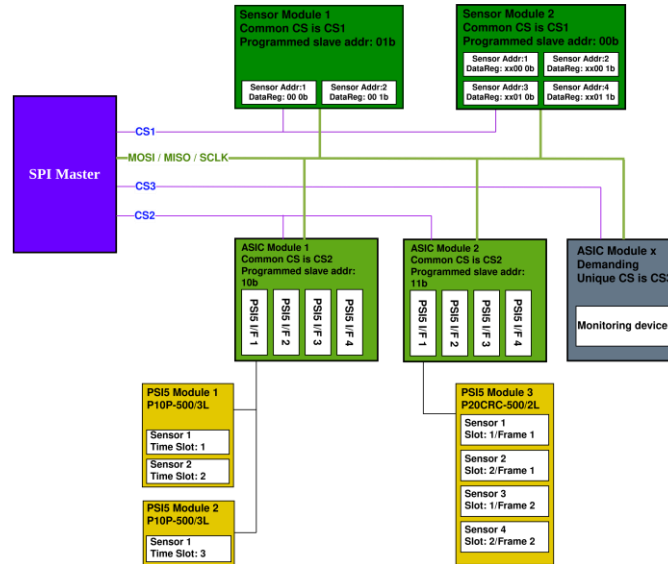 Sensor Module 1
Common CS is CS1
Programmed slave addr: 01b
Sensor Addr:1
DataReg: 00 0b
Sensor Addr:2
DataReg: 00 1b
Sensor Module 2
Common CS is CS1
Programmed slave addr: 00b
Sensor Addr:1
DataReg: xx00 0b
Sensor Addr:2
DataReg: xx00 1b
Sensor Addr:3
DataReg: xx01 0b
Sensor Addr:4
DataReg: xx01 1b
SPI Master
CS1
MOSI / MISO / SCLK
CS3
CS2
ASIC Module 1
Common CS is CS2
Programmed slave addr:
10b
PSI5 I/F 1
PSI5 I/F 2
PSI5 I/F 3
PSI5 I/F 4
ASIC Module 2
Common CS is CS2
Programmed slave addr:
11b
PSI5 I/F 1
PSI5 I/F 2
PSI5 I/F 3
PSI5 I/F 4
ASIC Module x
Demanding
Unique CS is CS3
Monitoring device
PSI5 Module 1
P10P-500/3L
Sensor 1
Time Slot: 1
Sensor 2
Time Slot: 2
PSI5 Module 2
P10P-500/3L
Sensor 1
Time Slot: 3
PSI5 Module 3
P20CRC-500/2L
Sensor 1
Slot: 1/Frame 1
Sensor 2
Slot: 2/Frame 1
Sensor 3
Slot: 1/Frame 2
Sensor 4
Slot: 2/Frame 2